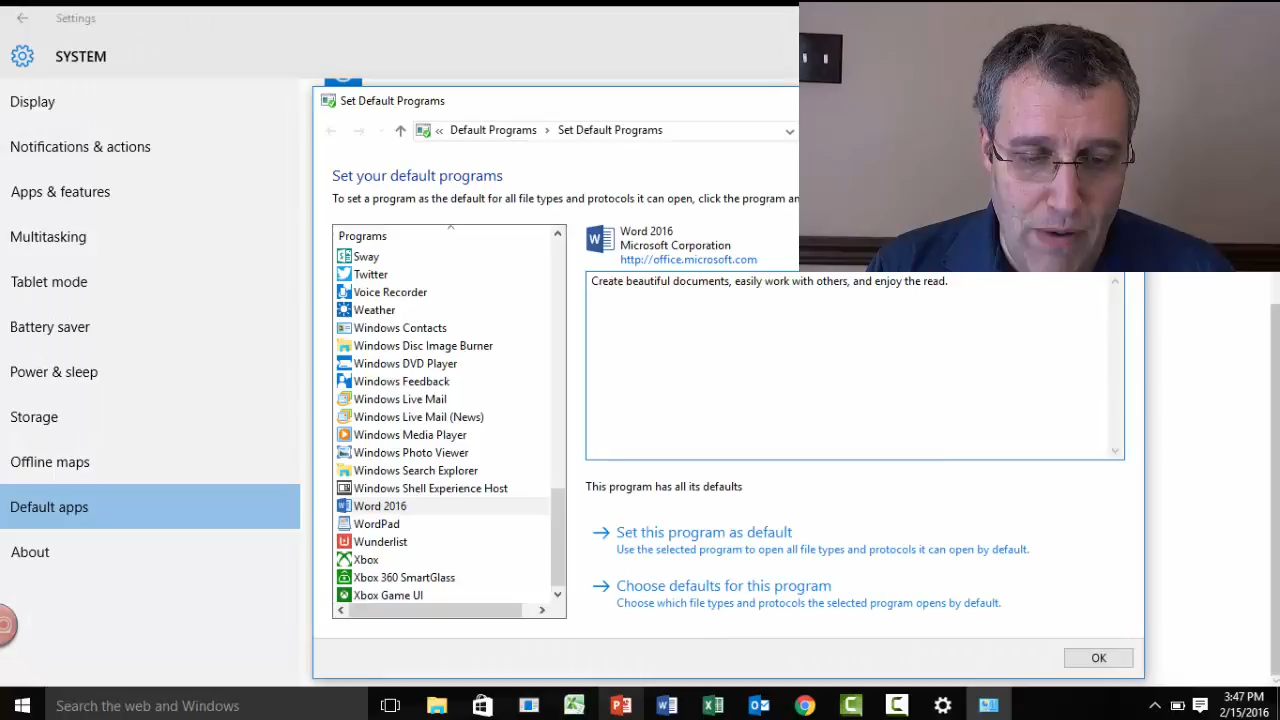 Settings
SYSTEM
Display
Notifications & actions
Apps & features
Multitasking
Tablet mode
Battery saver
Power & sleep
Storage
Offline maps
Default apps
About
Set Default Programs
« Default Programs › Set Default Programs
Set your default programs
To set a program as the default for all file types and protocols it can open, click the program an
Programs
Sway
Twitter
Voice Recorder
Weather
Windows Contacts
Windows Disc Image Burner
Windows DVD Player
Windows Feedback
Windows Live Mail
Windows Live Mail (News)
Windows Media Player
Windows Photo Viewer
Windows Search Explorer
Windows Shell Experience Host
Word 2016
WordPad
Wunderlist
Xbox
Xbox 360 SmartGlass
Xbox Game UI
Word 2016
Microsoft Corporation
http://office.microsoft.com
Create beautiful documents, easily work with others, and enjoy the read.
This program has all its defaults
Set this program as default
Use the selected program to open all file types and protocols it can open by default.
Choose defaults for this program
Choose which file types and protocols the selected program opens by default.
OK
Search the web and Windows
3:47 PM
2/15/2016